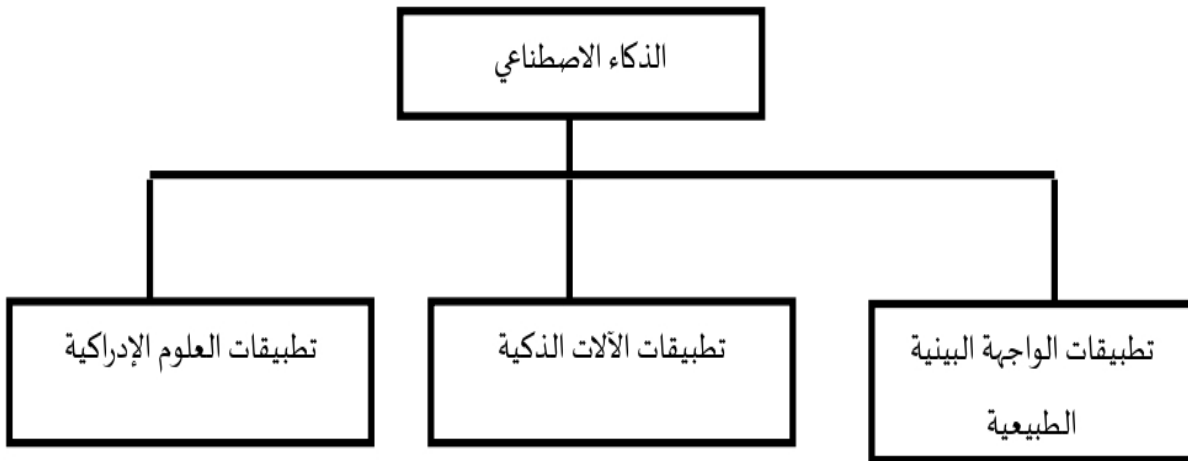 الذكاء الاصطناعي
تطبيقات الواجهة البينية
الطبيعية
تطبيقات الآلات الذكية
تطبيقات العلوم الإدراكية